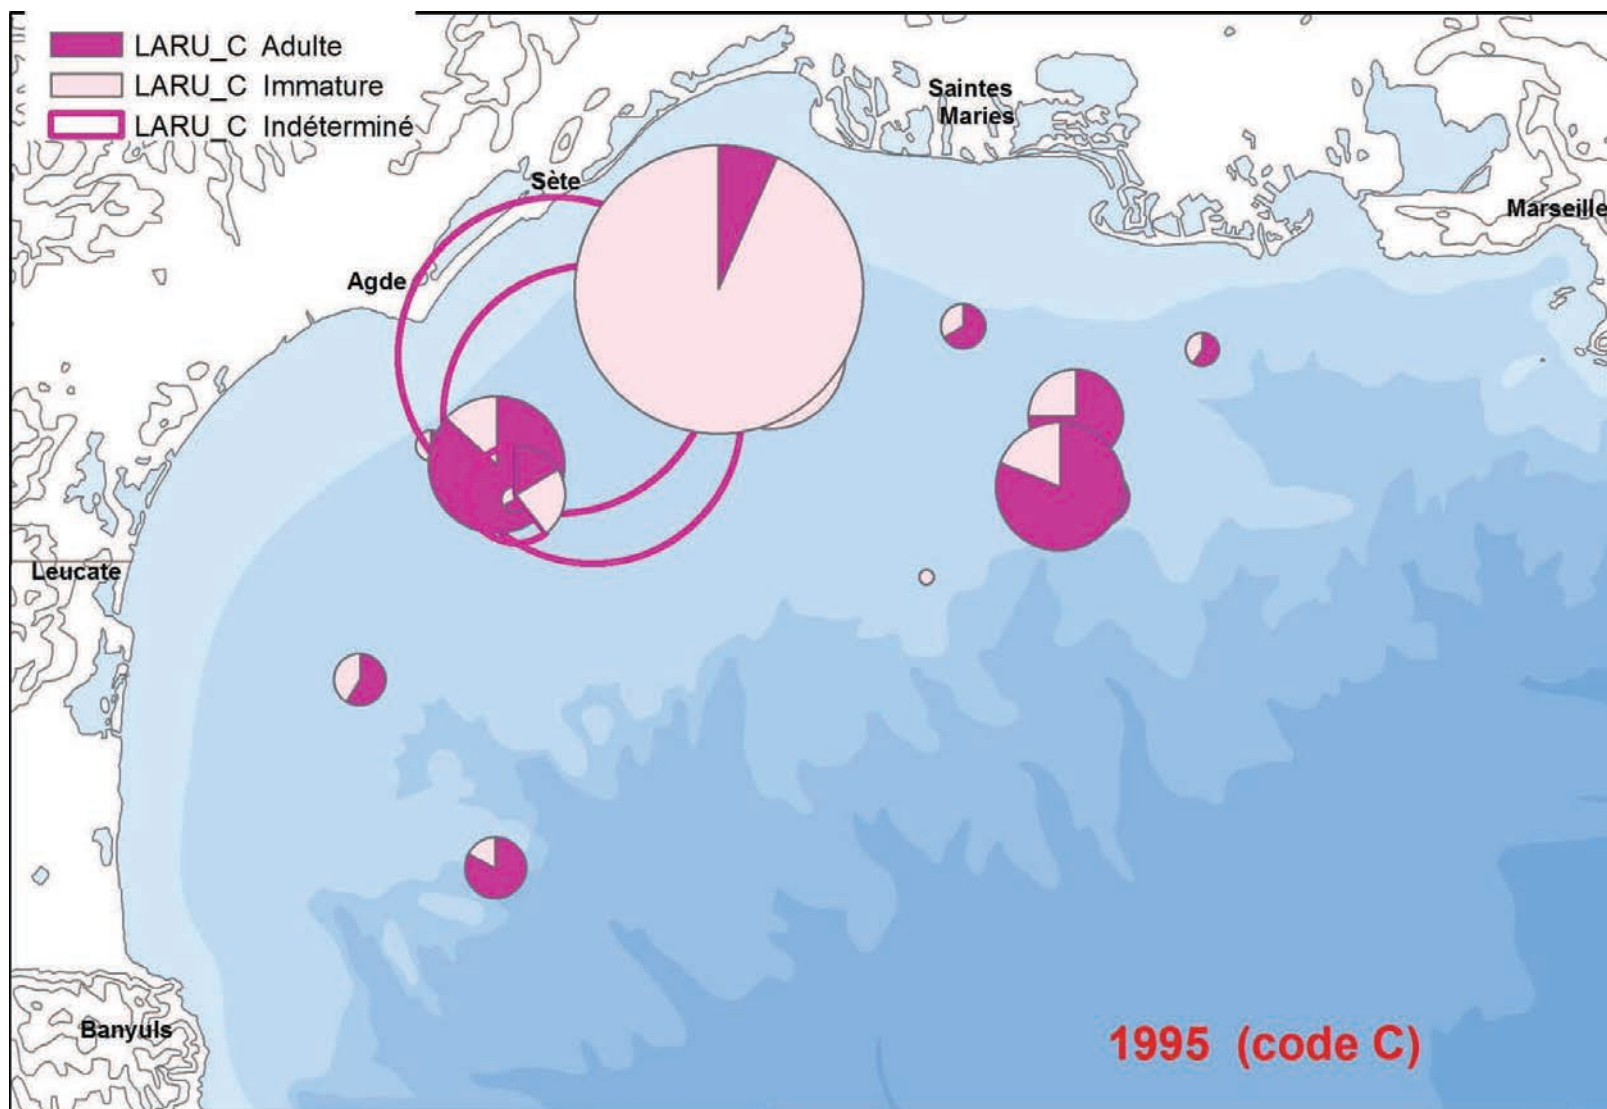 LARU_C Adulte
LARU_C Immature
LARU_C Indéterminé
Saintes
Maries
Sète
Marseille
Agde
Leucate
Banyuls
1995 (code C)